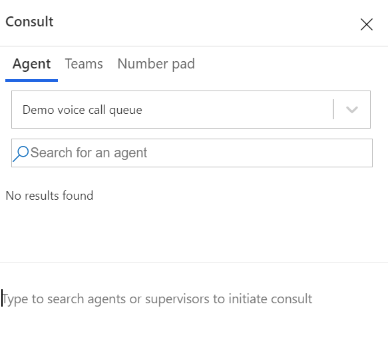 Consult
Agent Teams Number pad
Demo voice call queue
Search for an agent
No results found
Type to search agents or supervisors to initiate consult